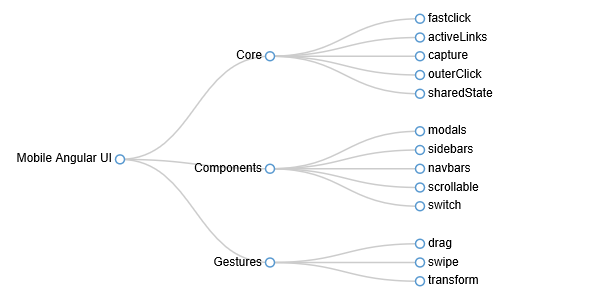 Mobile Angular UI
Core
fastclick
activeLinks
capture
outerClick
sharedState
Components
modals
sidebars
navbars
scrollable
switch
Gestures
drag
swipe
transform